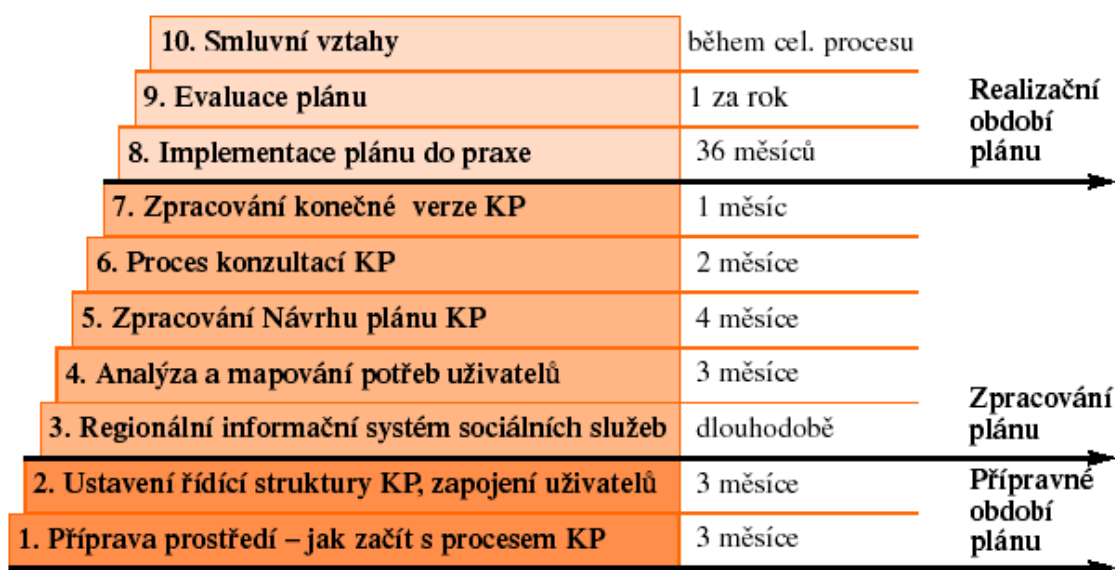 10. Smluvní vztahy během cel. procesu
9. Evaluace plánu 1 za rok
8. Implementace plánu do praxe 36 měsíců
Realizační
období
plánu
7. Zpracování konečné verze KP 1 měsíc
6. Proces konzultací KP 2 měsíce
5. Zpracování Návrhu plánu KP 4 měsíce
4. Analýza a mapování potřeb uživatelů 3 měsíce
3. Regionální informační systém sociálních služeb dlouhodobě
Zpracování
plánu
2. Ustavení řídící struktury KP, zapojení uživatelů 3 měsíce
1. Příprava prostředí – jak začít s procesem KP 3 měsíce
Přípravné
období
plánu